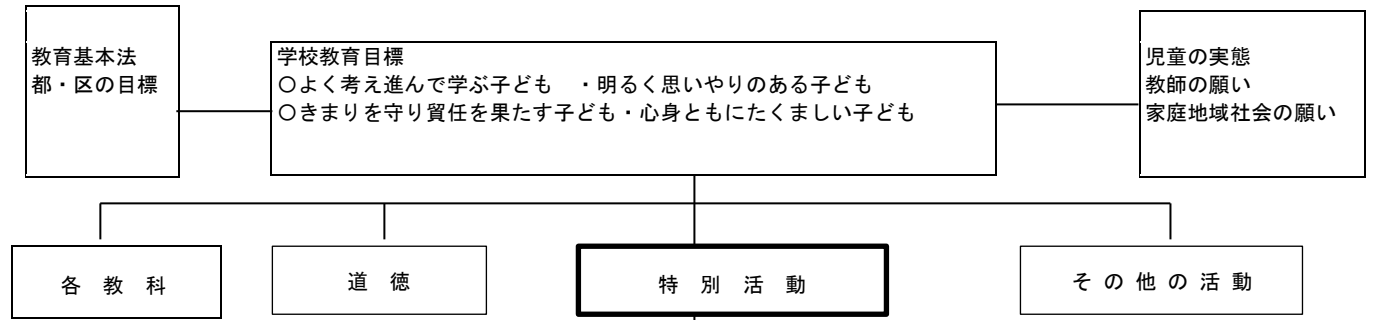 教育基本法
都・区の目標
学校教育目標
○よく考え進んで学ぶ子ども　・明るく思いやりのある子ども
○きまりを守り貿任を果たす子ども・心身ともにたくましい子ども
児童の実態
教師の願い
家庭地域社会の願い
各　教　科
道　徳
特　別　活　動
そ の 他 の 活 動